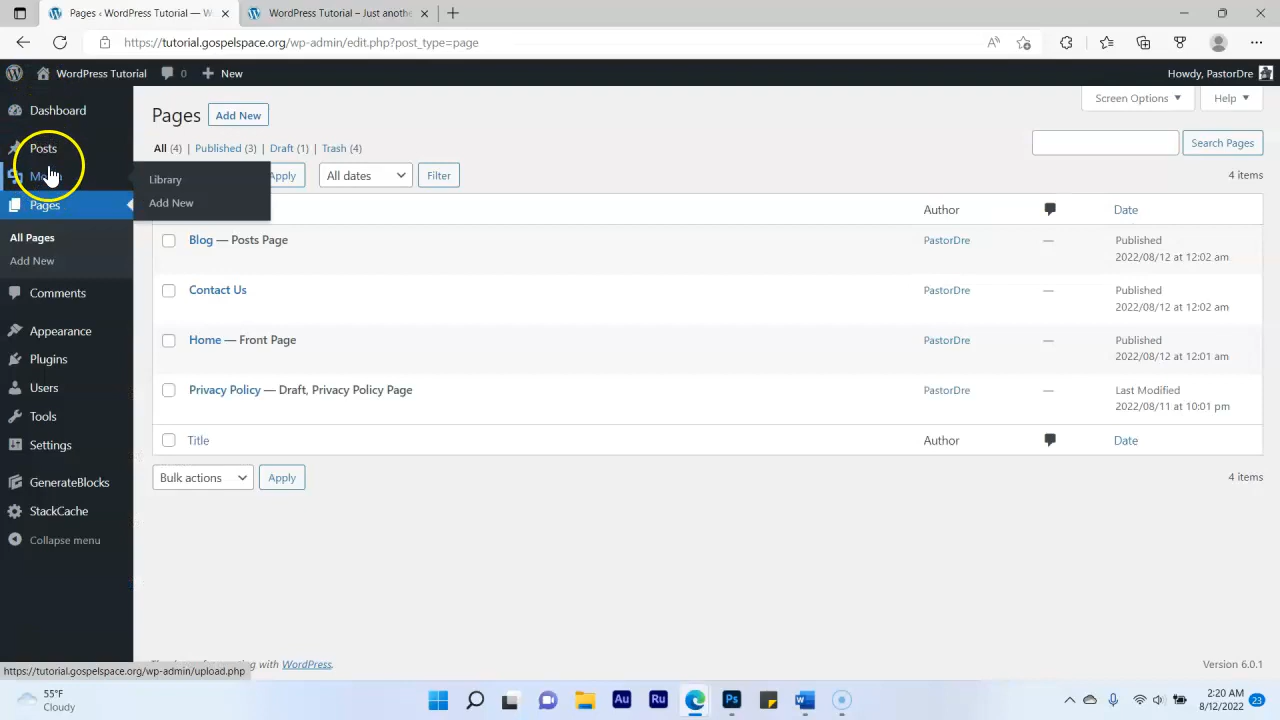 Pages ‹ WordPress Tutorial - W
WordPress Tutorial – Just anothe
https://tutorial.gospelspace.org/wp-admin/edit.php?post_type=page
WordPress Tutorial 0 New Howdy, PastorDre
Dashboard
Posts
Pages
All Pages
Add New
Comments
Appearance
Plugins
Users
Tools
Settings
GenerateBlocks
StackCache
Collapse menu
Library
Add New
Pages Add New
Screen Options Help
All (4) | Published (3) | Draft (1) | Trash (4)
Search Pages
Apply All dates Filter 4 items
Author Date
Blog — Posts Page PastorDre — Published
2022/08/12 at 12:02 am
Contact Us PastorDre — Published
2022/08/12 at 12:02 am
Home — Front Page PastorDre — Published
2022/08/12 at 12:01 am
Privacy Policy — Draft, Privacy Policy Page PastorDre — Last Modified
2022/08/11 at 10:01 pm
Title Author Date
Bulk actions Apply 4 items
with WordPress. Version 6.0.1
https://tutorial.gospelspace.org/wp-admin/upload.php
55°F
Cloudy
Au Ru Ps
2:20 AM
8/12/2022 23